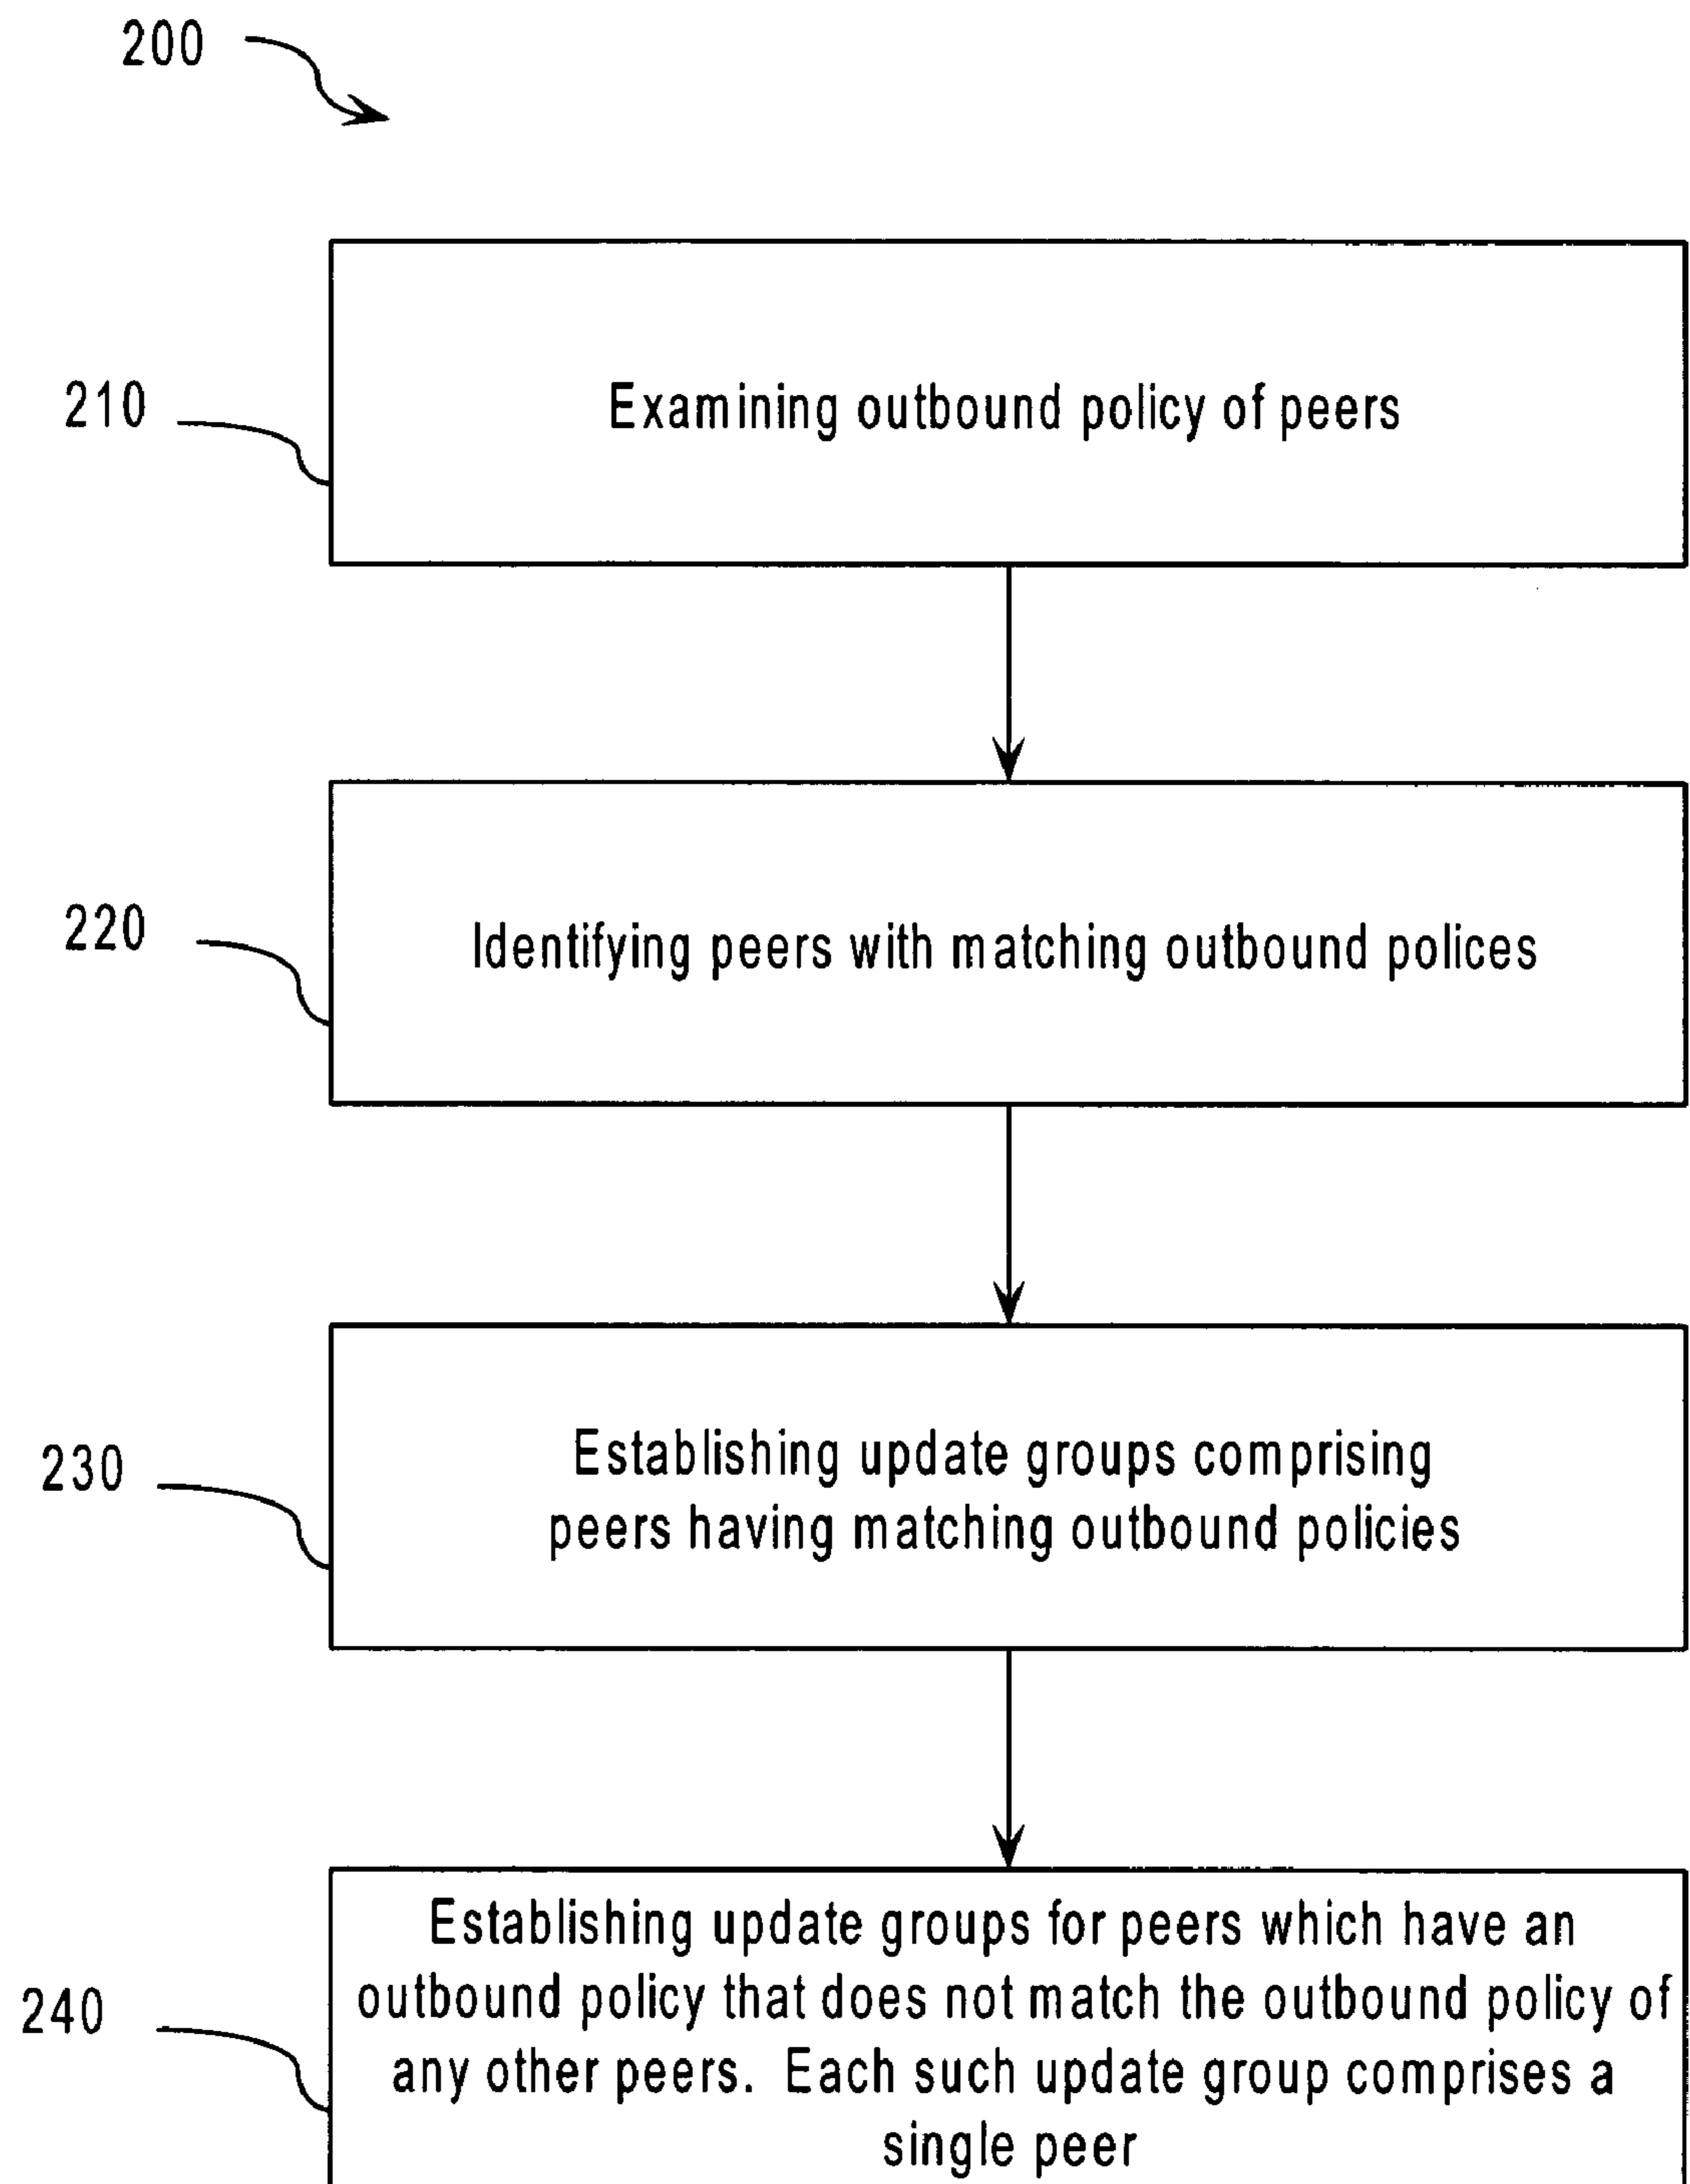 200
210
Examining outbound policy of peers
220
Identifying peers with matching outbound polices
230
Establishing update groups comprising
peers having matching outbound policies
240
Establishing update groups for peers which have an
outbound policy that does not match the outbound policy of
any other peers. Each such update group comprises a
single peer